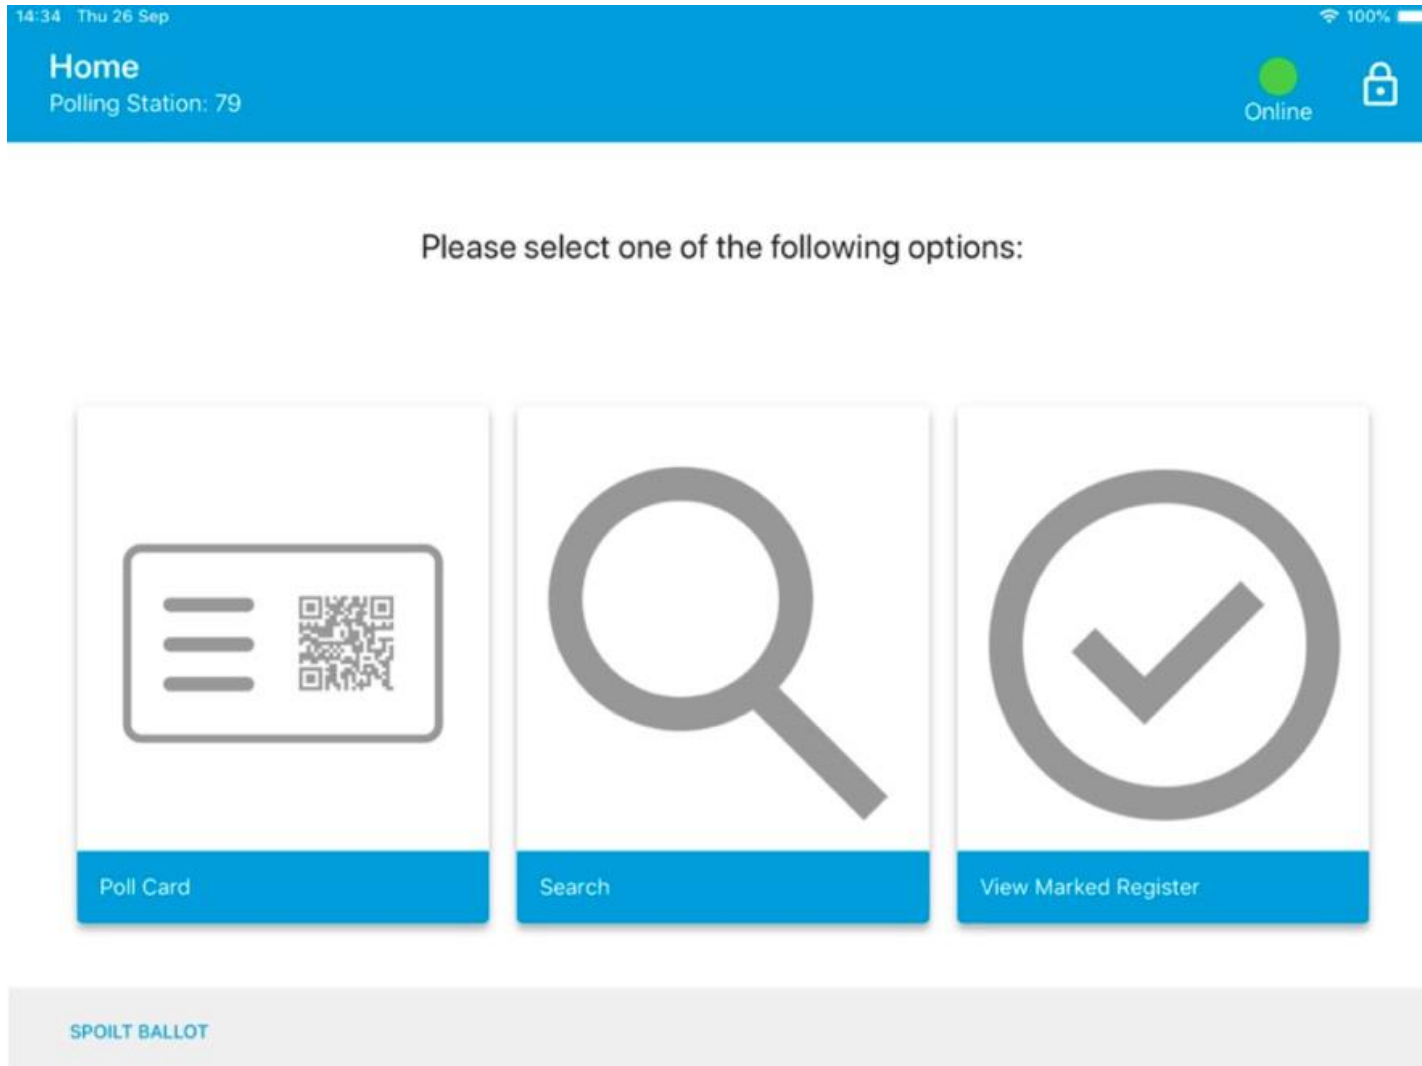 14:34 Thu 26 Sep 100%
Home
Polling Station: 79
Online
Please select one of the following options:
Poll Card
Search
View Marked Register
SPOILT BALLOT